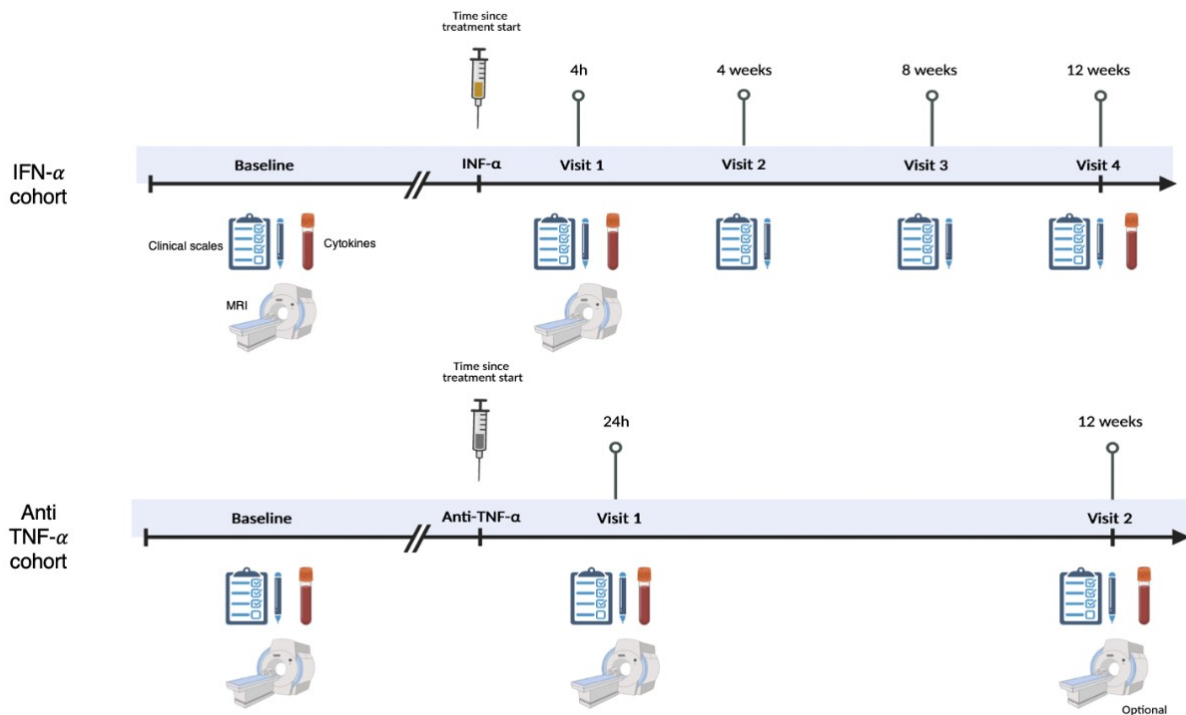 Time since
treatment start
4h
4 weeks
8 weeks
12 weeks
IFN-α
cohort
Baseline
INF-α
Visit 1
Visit 2
Visit 3
Visit 4
Clinical scales
Cytokines
MRI
Time since
treatment start
24h
12 weeks
Anti
TNF-α
cohort
Baseline
Anti-TNF-α
Visit 1
Visit 2
Optional